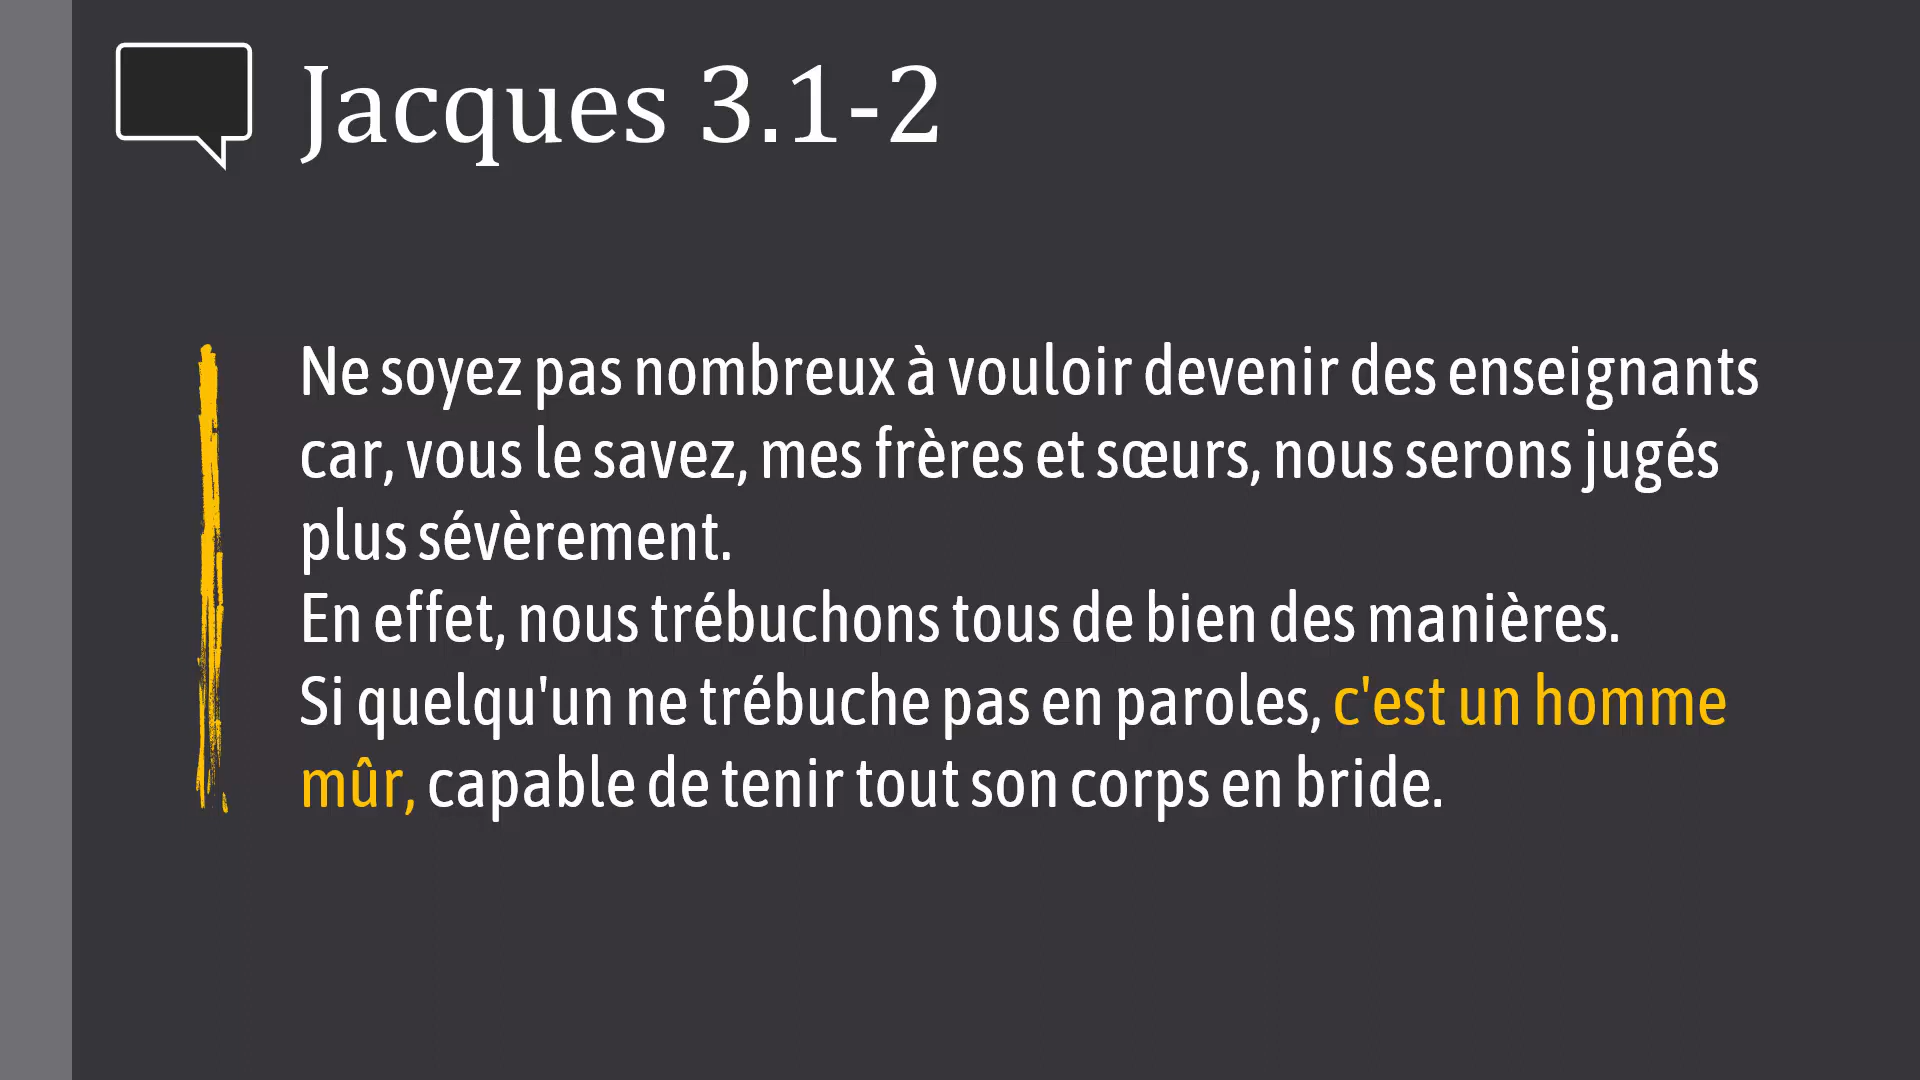 Jacques 3.1-2
Ne soyez pas nombreux à vouloir devenir des enseignants
car, vous le savez, mes frères et sœurs, nous serons jugés
plus sévèrement.
En effet, nous trébuchons tous de bien des manières.
Si quelqu'un ne trébuche pas en paroles, c'est un homme
mûr, capable de tenir tout son corps en bride.